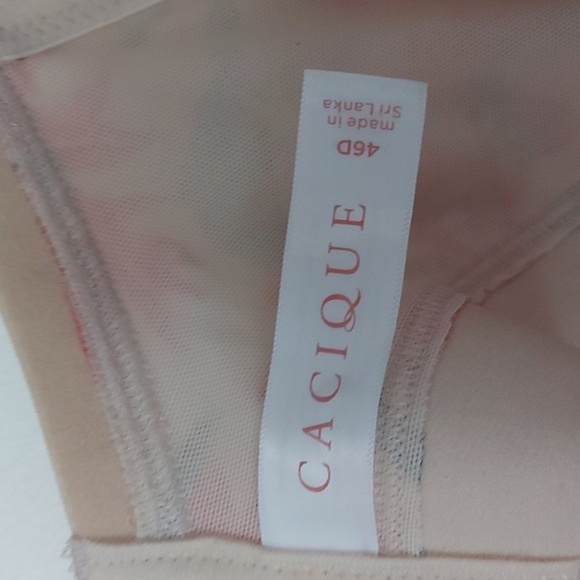 CACIQUE
46D
made in
Sri Lanka